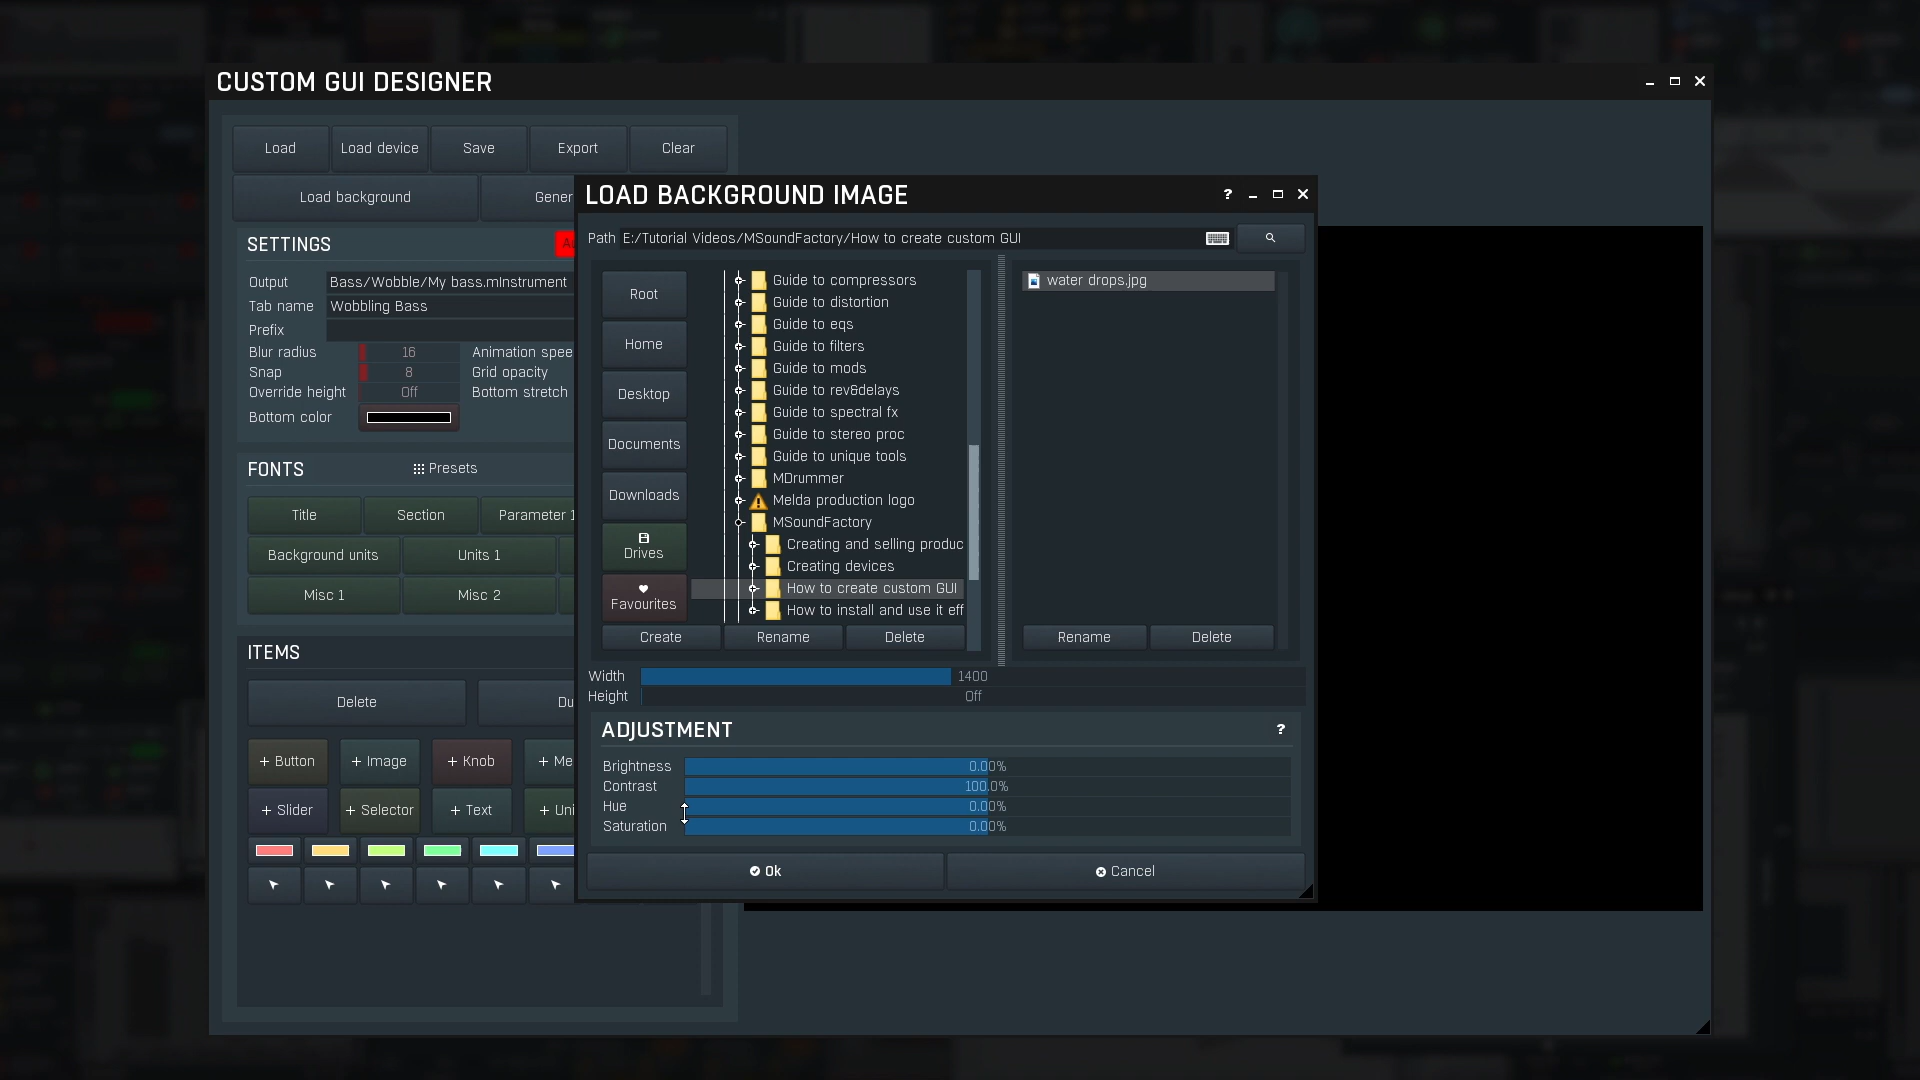 CUSTOM GUI DESIGNER
Load
Load device
Save
Export
Clear
Load background
Gener
SETTINGS
Output Bass/Wobble/My bass.mInstrument
Tab name Wobbling Bass
Prefix
Blur radius 16 Animation spee
Snap 8 Grid opacity
Override height Off Bottom stretch
Bottom color
FONTS
Presets
Title
Section
Parameter 1
Background units
Units 1
Misc 1
Misc 2
ITEMS
Delete
Du
+ Button
+ Image
+ Knob
+ Me
+ Slider
+ Selector
+ Text
+ Uni
LOAD BACKGROUND IMAGE
?
Path E:/Tutorial Videos/MSoundFactory/How to create custom GUI
Root
Home
Desktop
Documents
Downloads
Drives
Favourites
Guide to compressors
Guide to distortion
Guide to eqs
Guide to filters
Guide to mods
Guide to rev&delays
Guide to spectral fx
Guide to stereo proc
Guide to unique tools
MDrummer
Melda production logo
MSoundFactory
Creating and selling produc
Creating devices
How to create custom GUI
How to install and use it eff
Create
Rename
Delete
water drops.jpg
Rename
Delete
Width 1400
Height Off
ADJUSTMENT
?
Brightness 0.00%
Contrast 100.0%
Hue 0.00%
Saturation 0.00%
Ok
Cancel